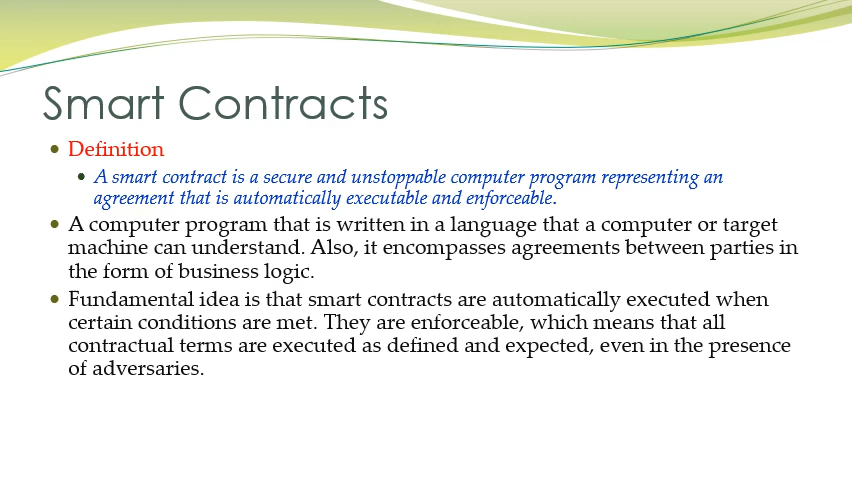 Smart Contracts
• Definition
• A smart contract is a secure and unstoppable computer program representing an
agreement that is automatically executable and enforceable.
• A computer program that is written in a language that a computer or target
machine can understand. Also, it encompasses agreements between parties in
the form of business logic.
• Fundamental idea is that smart contracts are automatically executed when
certain conditions are met. They are enforceable, which means that all
contractual terms are executed as defined and expected, even in the presence
of adversaries.